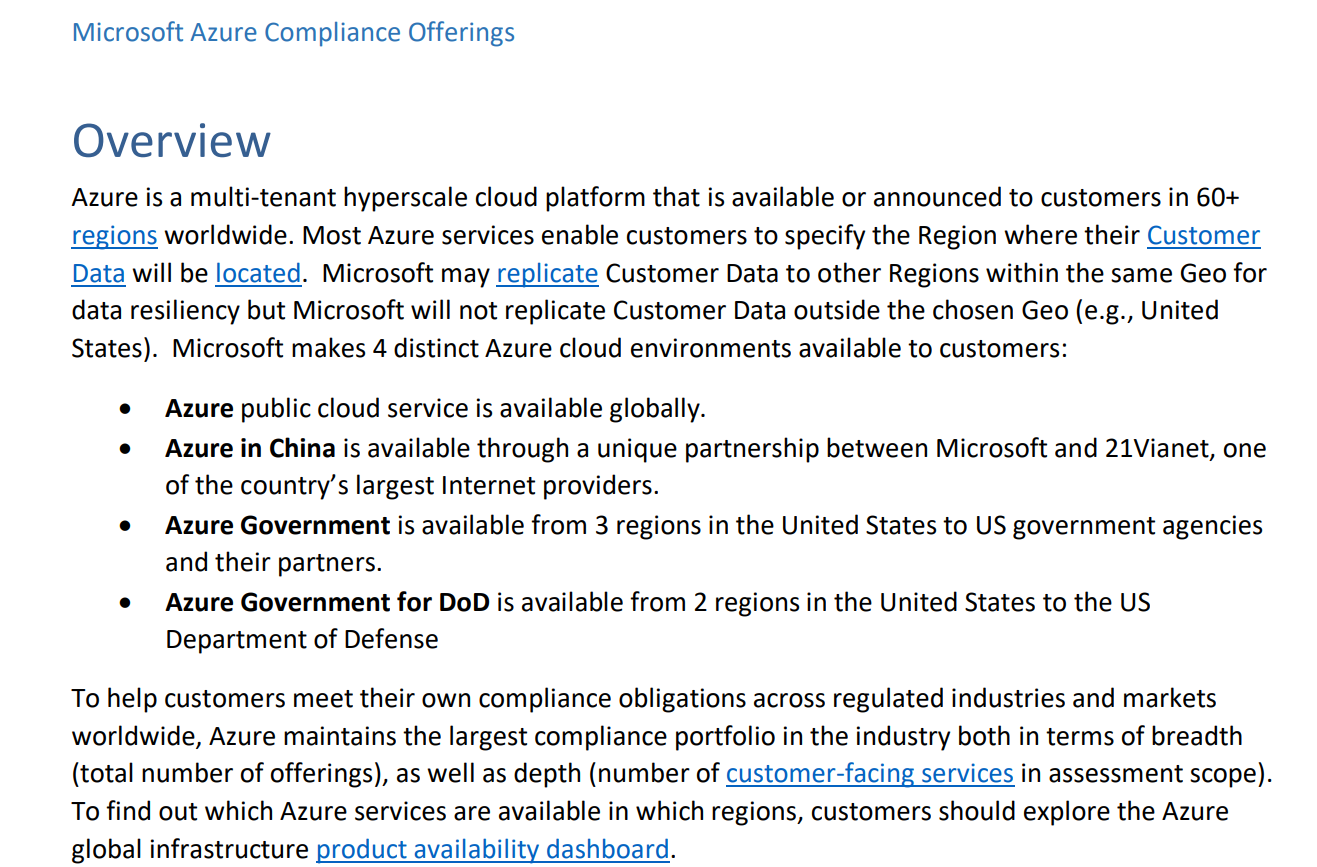 Microsoft Azure Compliance Offerings
Overview
Azure is a multi-tenant hyperscale cloud platform that is available or announced to customers in 60+
regions worldwide. Most Azure services enable customers to specify the Region where their Customer
Data will be located.  Microsoft may replicate Customer Data to other Regions within the same Geo for
data resiliency but Microsoft will not replicate Customer Data outside the chosen Geo (e.g., United
States).  Microsoft makes 4 distinct Azure cloud environments available to customers:
• Azure public cloud service is available globally.
• Azure in China is available through a unique partnership between Microsoft and 21Vianet, one
of the country’s largest Internet providers.
• Azure Government is available from 3 regions in the United States to US government agencies
and their partners.
• Azure Government for DoD is available from 2 regions in the United States to the US
Department of Defense
To help customers meet their own compliance obligations across regulated industries and markets
worldwide, Azure maintains the largest compliance portfolio in the industry both in terms of breadth
(total number of offerings), as well as depth (number of customer-facing services in assessment scope).
To find out which Azure services are available in which regions, customers should explore the Azure
global infrastructure product availability dashboard.